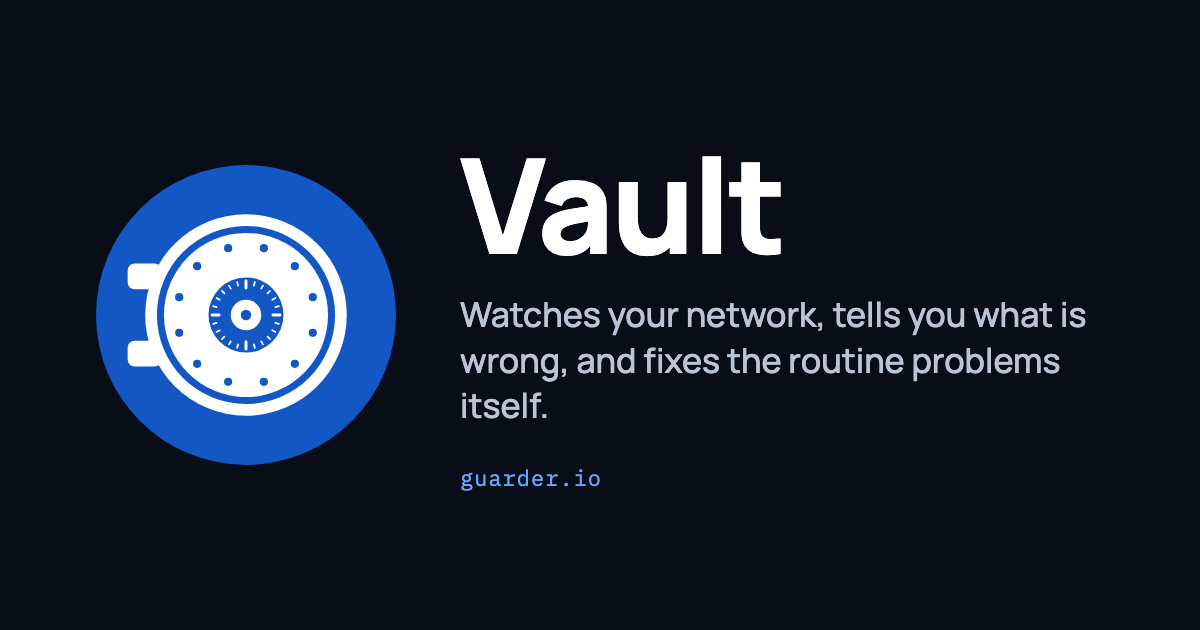 Vault
Watches your network, tells you what is
wrong, and fixes the routine problems
itself.
guarder.io